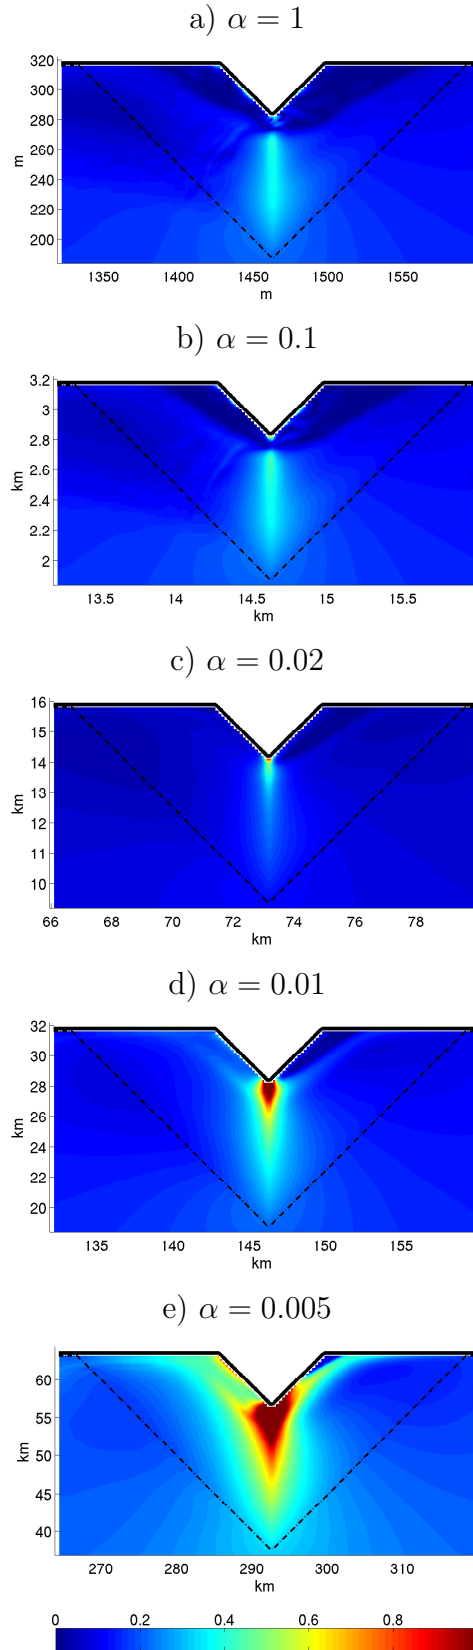 a) α = 1
320
300
280
260
240
220
200
m
1350 1400 1450 1500 1550
m
b) α = 0.1
3.2
3
2.8
2.6
2.4
2.2
2
km
13.5 14 14.5 15 15.5
km
c) α = 0.02
16
15
14
13
12
11
10
km
66 68 70 72 74 76 78
km
d) α = 0.01
32
30
28
26
24
22
20
km
135 140 145 150 155
km
e) α = 0.005
60
55
50
45
40
km
270 280 290 300 310
km
0 0.2 0.4 0.6 0.8